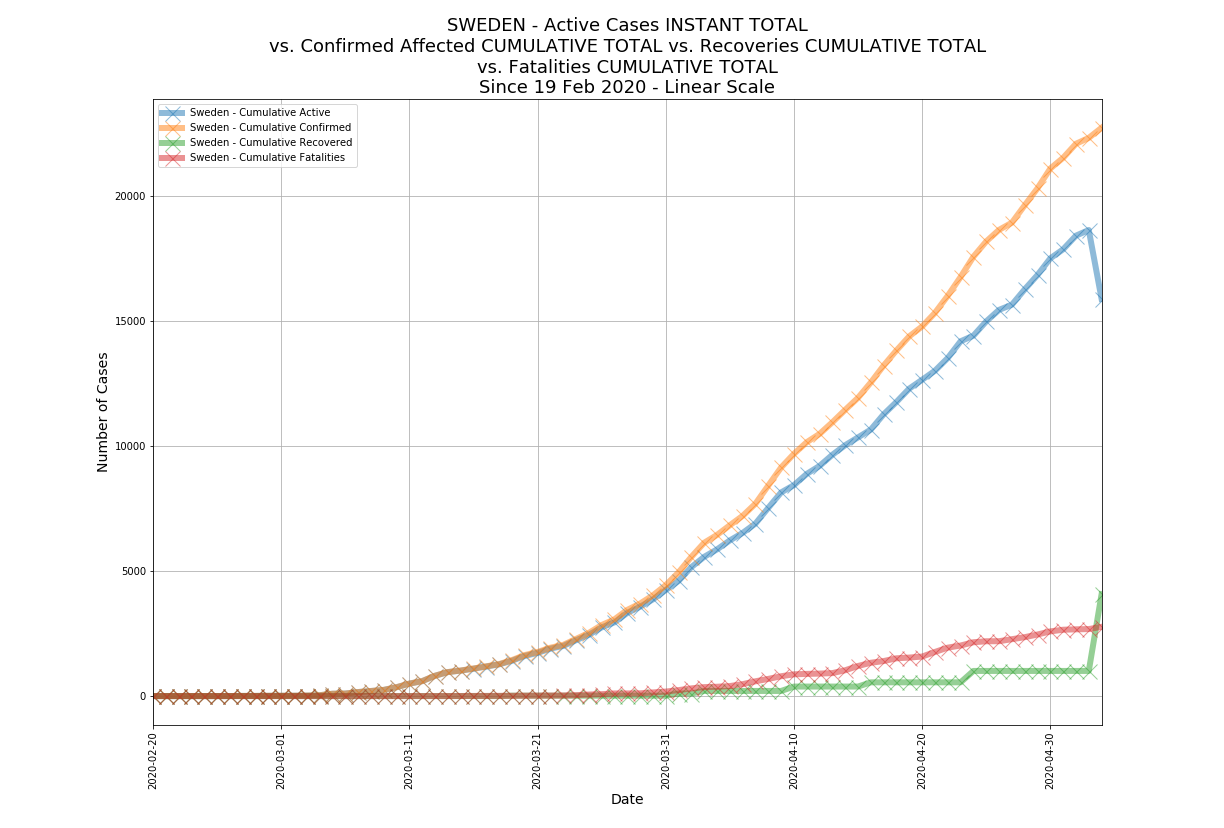 SWEDEN - Active Cases INSTANT TOTAL
vs. Confirmed Affected CUMULATIVE TOTAL vs. Recoveries CUMULATIVE TOTAL
vs. Fatalities CUMULATIVE TOTAL
Since 19 Feb 2020 - Linear Scale
Sweden - Cumulative Active
Sweden - Cumulative Confirmed
Sweden - Cumulative Recovered
Sweden - Cumulative Fatalities
Number of Cases
20000
15000
10000
5000
0
2020-02-20
2020-03-01
2020-03-11
2020-03-21
2020-03-31
2020-04-10
2020-04-20
2020-04-30
Date